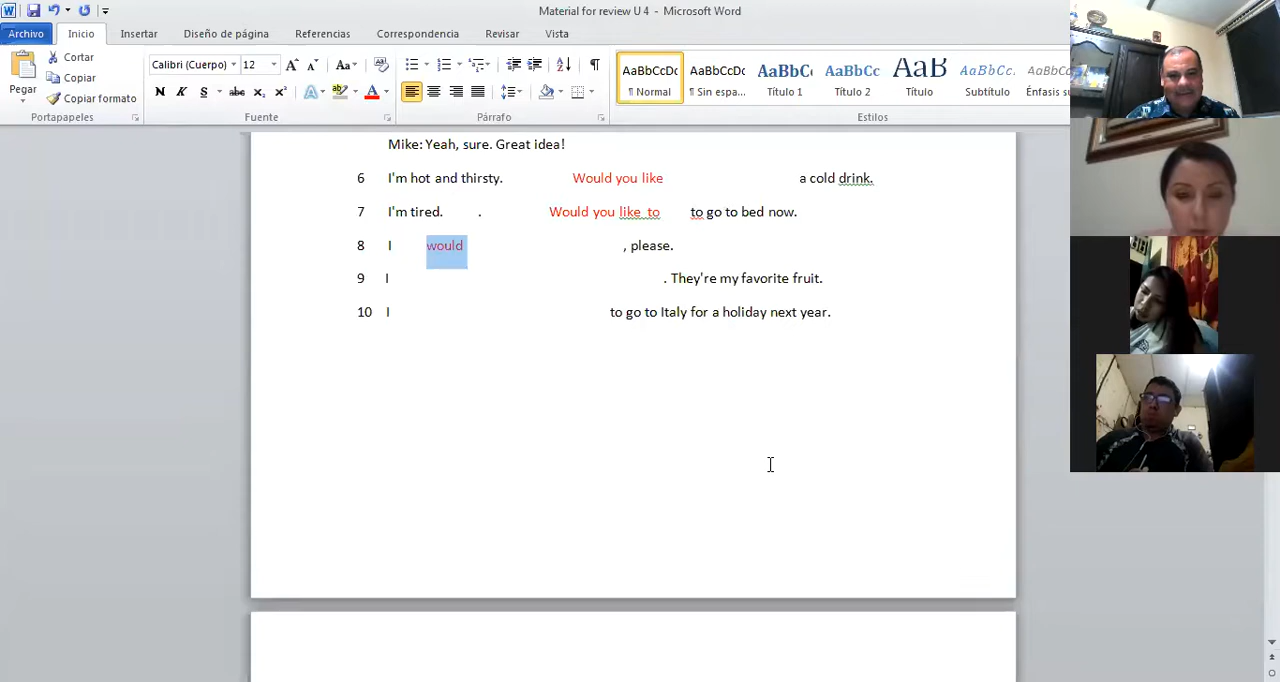 Material for review U 4 - Microsoft Word
Archivo Inicio Insertar Diseño de página Referencias Correspondencia Revisar Vista
Pegar
Cortar
Copiar
Copiar formato
Portapapeles
Calibri (Cuerpo) 12
N K S abc x₂ x²
Fuente
Párrafo
AaBbCcDc AaBbCcDc AaBbC AaBbCc AaB AaBbCc AaBbCc
Normal Sin espa... Título 1 Título 2 Título Subtítulo Énfasis
Estilos
Mike: Yeah, sure. Great idea!
6 I'm hot and thirsty. Would you like a cold drink.
7 I'm tired. . Would you like to to go to bed now.
8 I would , please.
9 I . They're my favorite fruit.
10 I to go to Italy for a holiday next year.